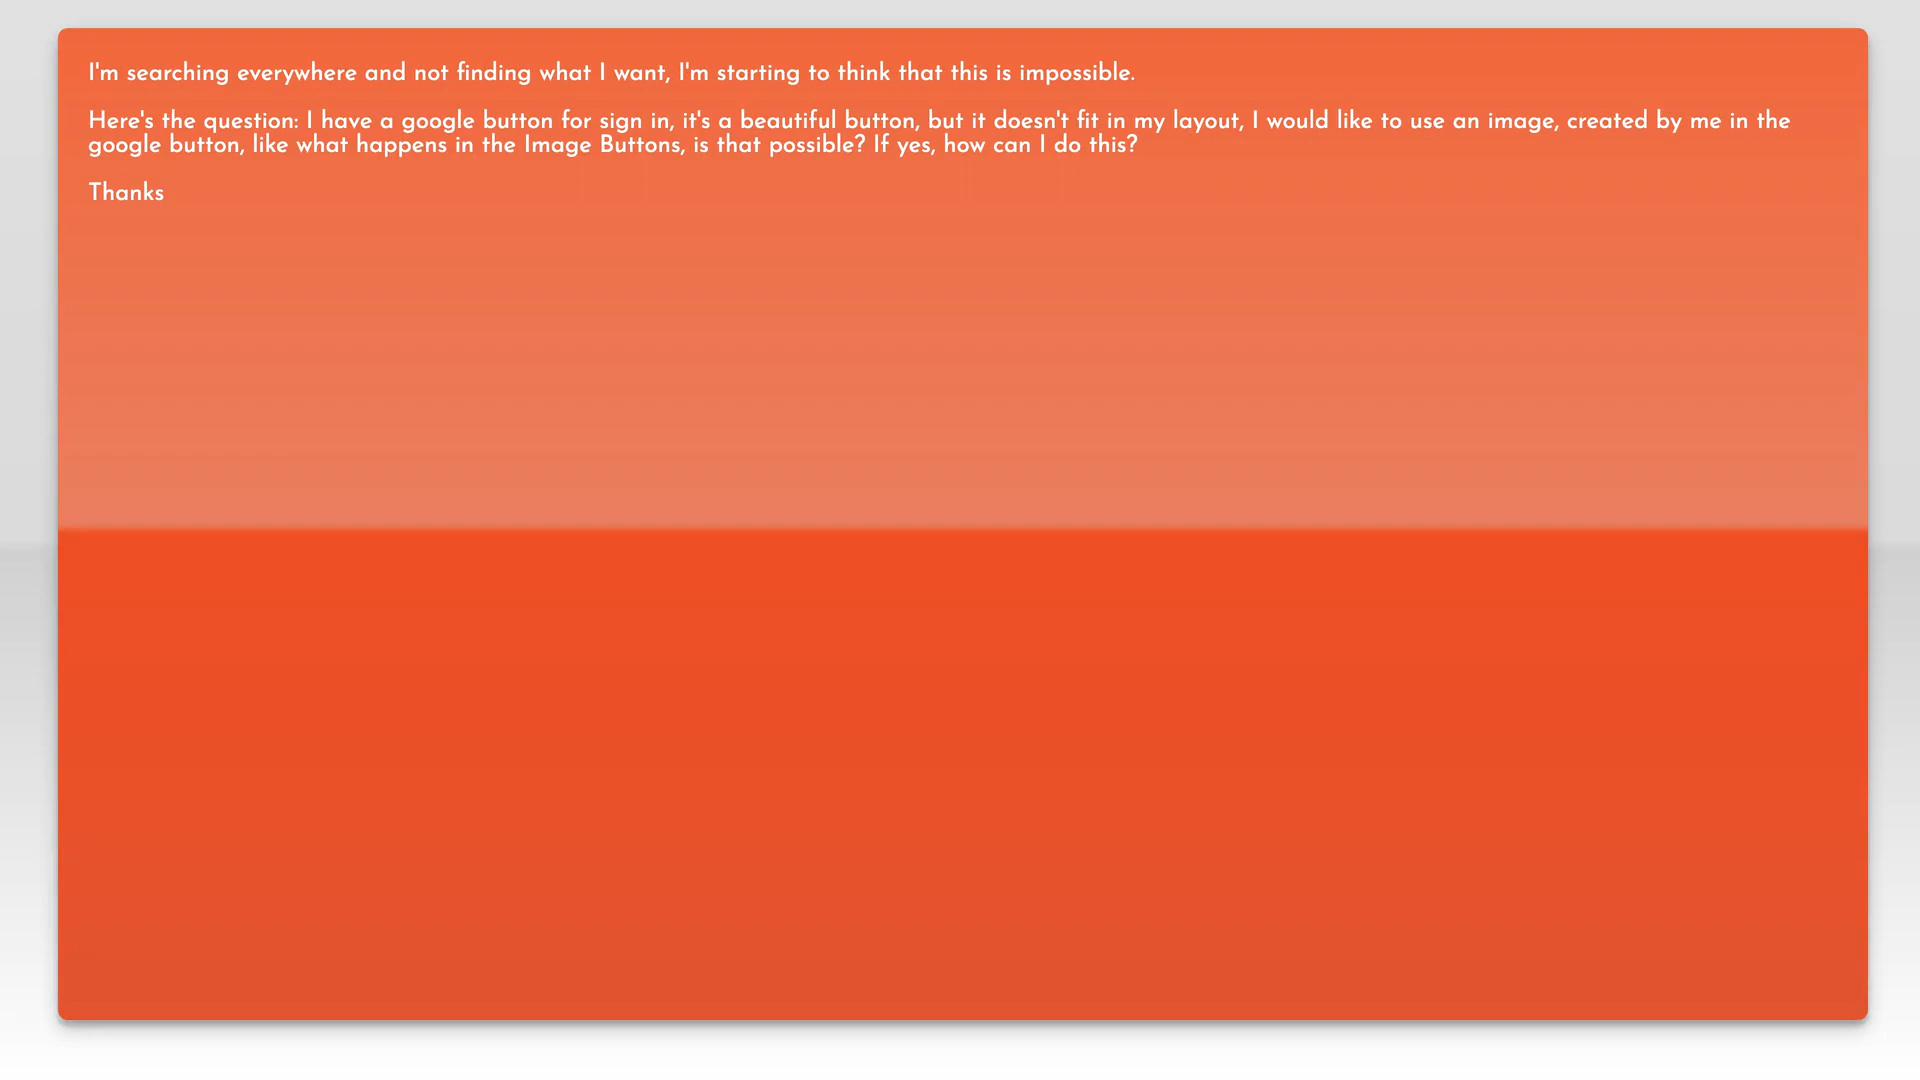 I'm searching everywhere and not finding what I want, I'm starting to think that this is impossible.
Here's the question: I have a google button for sign in, it's a beautiful button, but it doesn't fit in my layout, I would like to use an image, created by me in the
google button, like what happens in the Image Buttons, is that possible? If yes, how can I do this?
Thanks